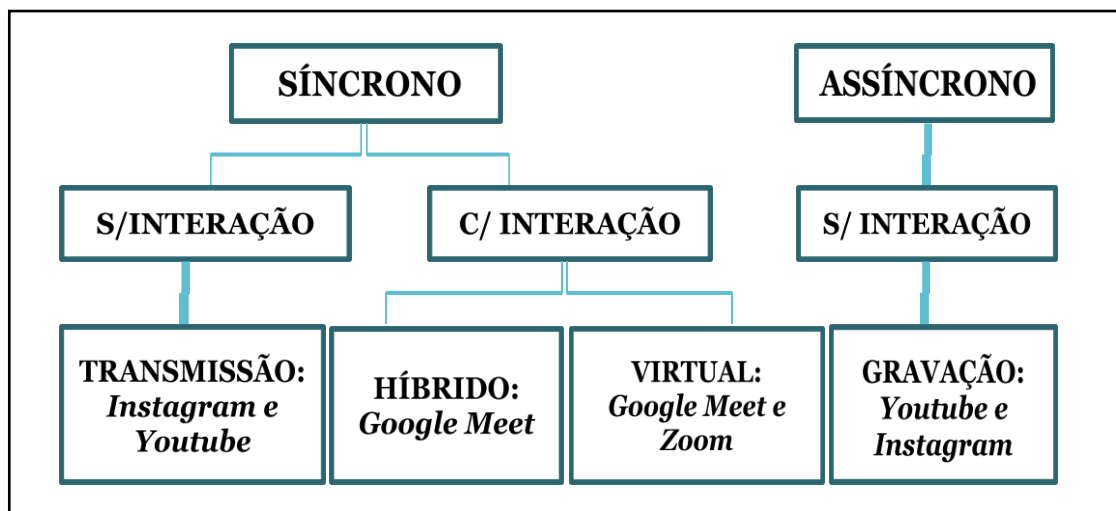 SÍNCRONO
ASSÍNCRONO
S/INTERAÇÃO
C/ INTERAÇÃO
S/ INTERAÇÃO
TRANSMISSÃO:
Instagram e
Youtube
HÍBRIDO:
Google Meet
VIRTUAL:
Google Meet e
Zoom
GRAVAÇÃO:
Youtube e
Instagram